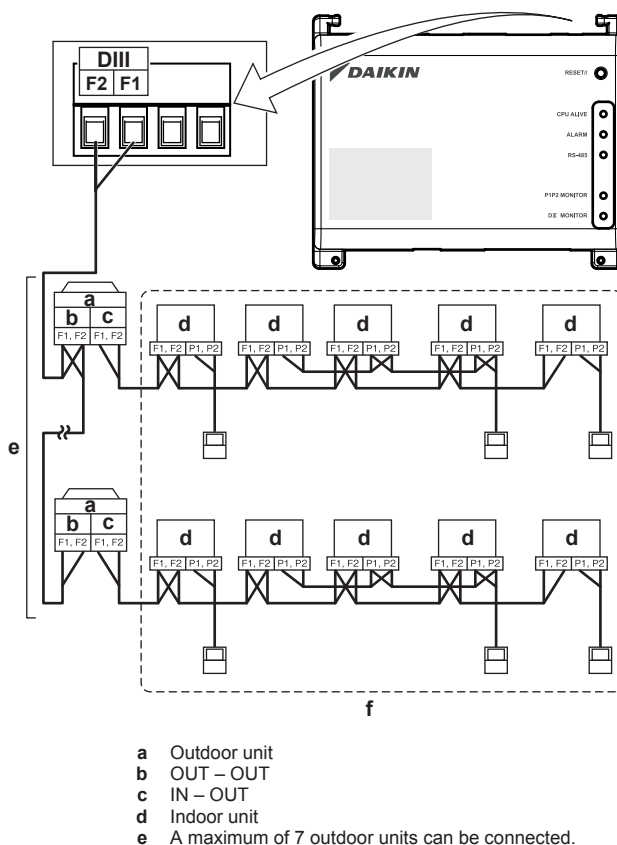 DIII
F2 F1
DAIKIN
RESET/I
CPU ALIVE
ALARM
RS-485
P1P2 MONITOR
DIII MONITOR
a
b c
F1, F2 F1, F2
d d d d d
F1, F2 P1, P2 F1, F2 P1, P2 F1, F2 P1, P2 F1, F2 P1, P2 F1, F2 P1, P2
e
a
b c
F1, F2 F1, F2
d d d d d
F1, F2 P1, P2 F1, F2 P1, P2 F1, F2 P1, P2 F1, F2 P1, P2 F1, F2 P1, P2
f
a Outdoor unit
b OUT – OUT
c IN – OUT
d Indoor unit
e A maximum of 7 outdoor units can be connected.